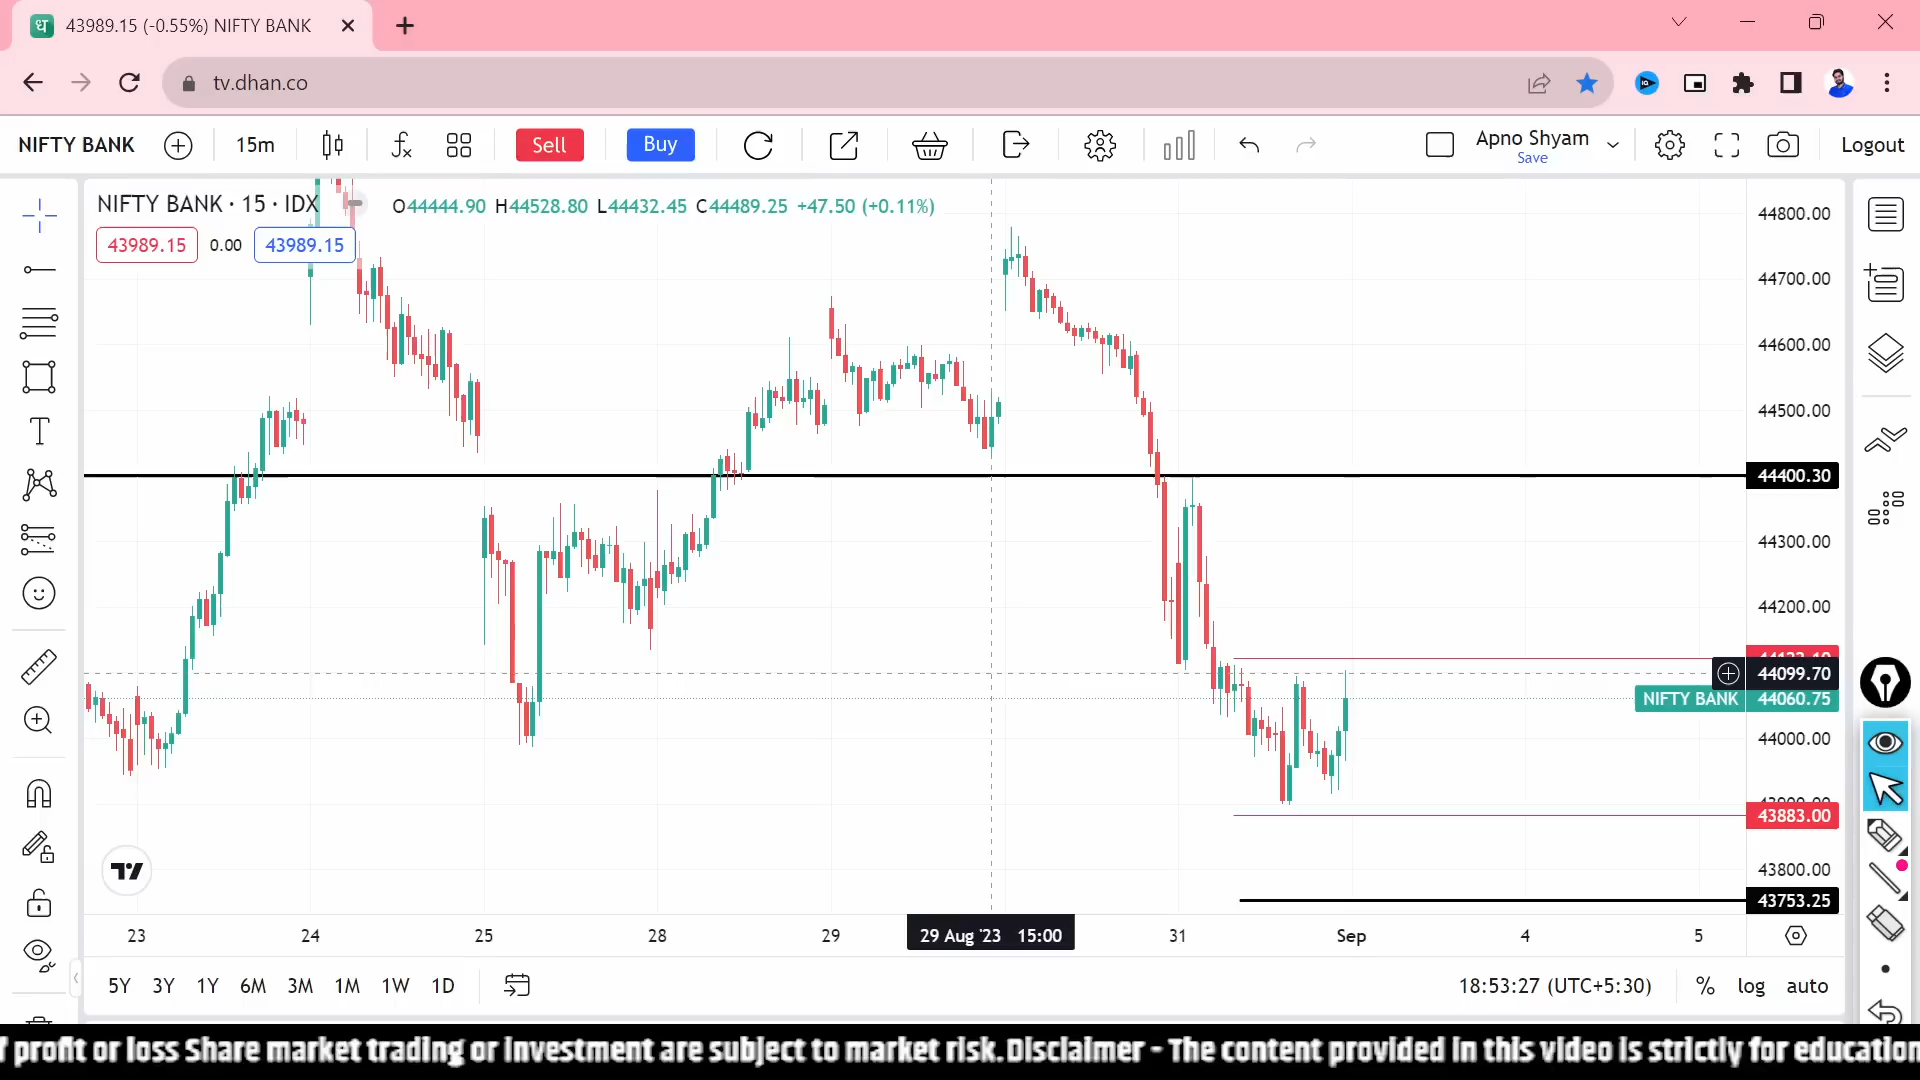 43989.15 (-0.55%) NIFTY BANK
tv.dhan.co
NIFTY BANK 15m Sell Buy Apno Shyam Save Logout
NIFTY BANK · 15 · IDX O44444.90 H44528.80 L44432.45 C44489.25 +47.50 (+0.11%)
43989.15 0.00 43989.15
44800.00
44700.00
44600.00
44500.00
44400.30
44300.00
44200.00
44099.70
NIFTY BANK 44060.75
44000.00
43883.00
43800.00
43753.25
23 24 25 28 29 29 Aug '23 15:00 31 Sep 4 5
5Y 3Y 1Y 6M 3M 1M 1W 1D 18:53:27 (UTC+5:30) % log auto
f profit or loss Share market trading or investment are subject to market risk. Disclaimer - The content provided in this video is strictly for education